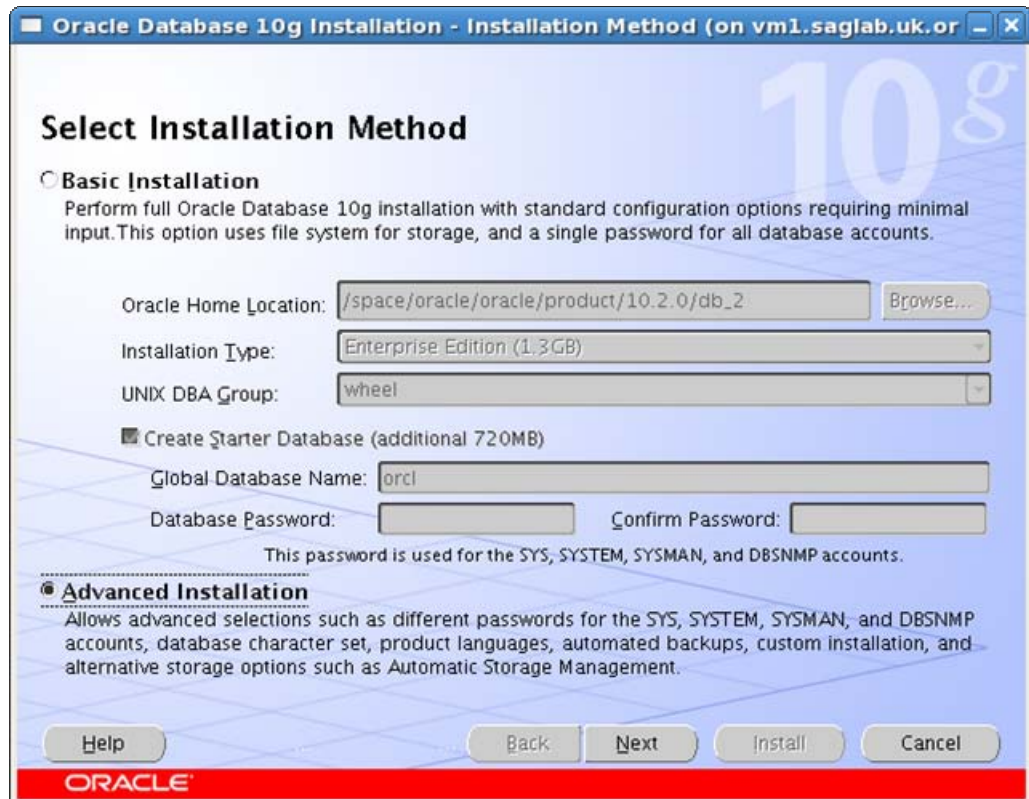 Oracle Database 10g Installation - Installation Method (on vm1.saglab.uk.or
10g
Select Installation Method
Basic Installation
Perform full Oracle Database 10g installation with standard configuration options requiring minimal
input.This option uses file system for storage, and a single password for all database accounts.
Oracle Home Location: /space/oracle/oracle/product/10.2.0/db_2 Browse...
Installation Type: Enterprise Edition (1.3GB)
UNIX DBA Group: wheel
Create Starter Database (additional 720MB)
Global Database Name: orcl
Database Password: Confirm Password:
This password is used for the SYS, SYSTEM, SYSMAN, and DBSNMP accounts.
Advanced Installation
Allows advanced selections such as different passwords for the SYS, SYSTEM, SYSMAN, and DBSNMP
accounts, database character set, product languages, automated backups, custom installation, and
alternative storage options such as Automatic Storage Management.
Help Back Next Install Cancel
ORACLE